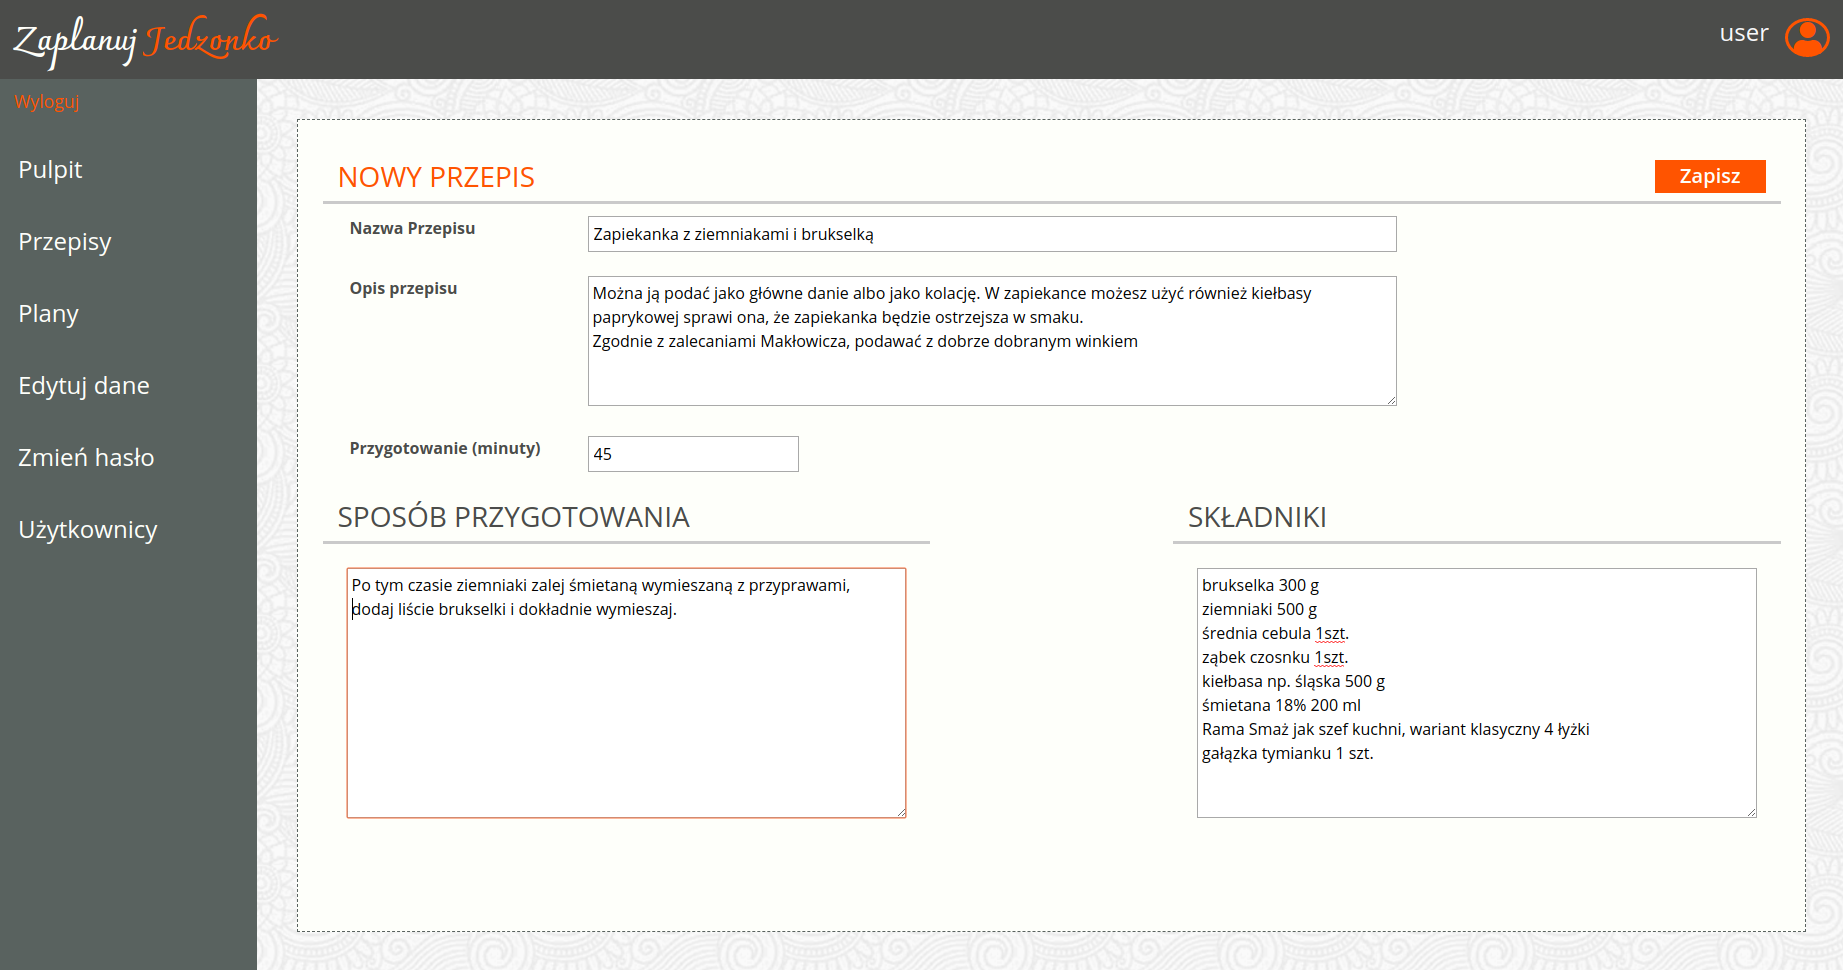 Zaplanuj Jedzonko
user
Wyloguj
Pulpit
Przepisy
Plany
Edytuj dane
Zmień hasło
Użytkownicy
NOWY PRZEPIS
Zapisz
Nazwa Przepisu
Zapiekanka z ziemniakami i brukselką
Opis przepisu
Można ją podać jako główne danie albo jako kolację. W zapiekance możesz użyć również kiełbasy
paprykowej sprawi ona, że zapiekanka będzie ostrzejsza w smaku.
Zgodnie z zalecaniami Makłowicza, podawać z dobrze dobranym winkiem
Przygotowanie (minuty)
45
SPOSÓB PRZYGOTOWANIA
Po tym czasie ziemniaki zalej śmietaną wymieszaną z przyprawami,
dodaj liście brukselki i dokładnie wymieszaj.
SKŁADNIKI
brukselka 300 g
ziemniaki 500 g
średnia cebula 1szt.
ząbek czosnku 1szt.
kiełbasa np. śląska 500 g
śmietana 18% 200 ml
Rama Smaż jak szef kuchni, wariant klasyczny 4 łyżki
gałązka tymianku 1 szt.